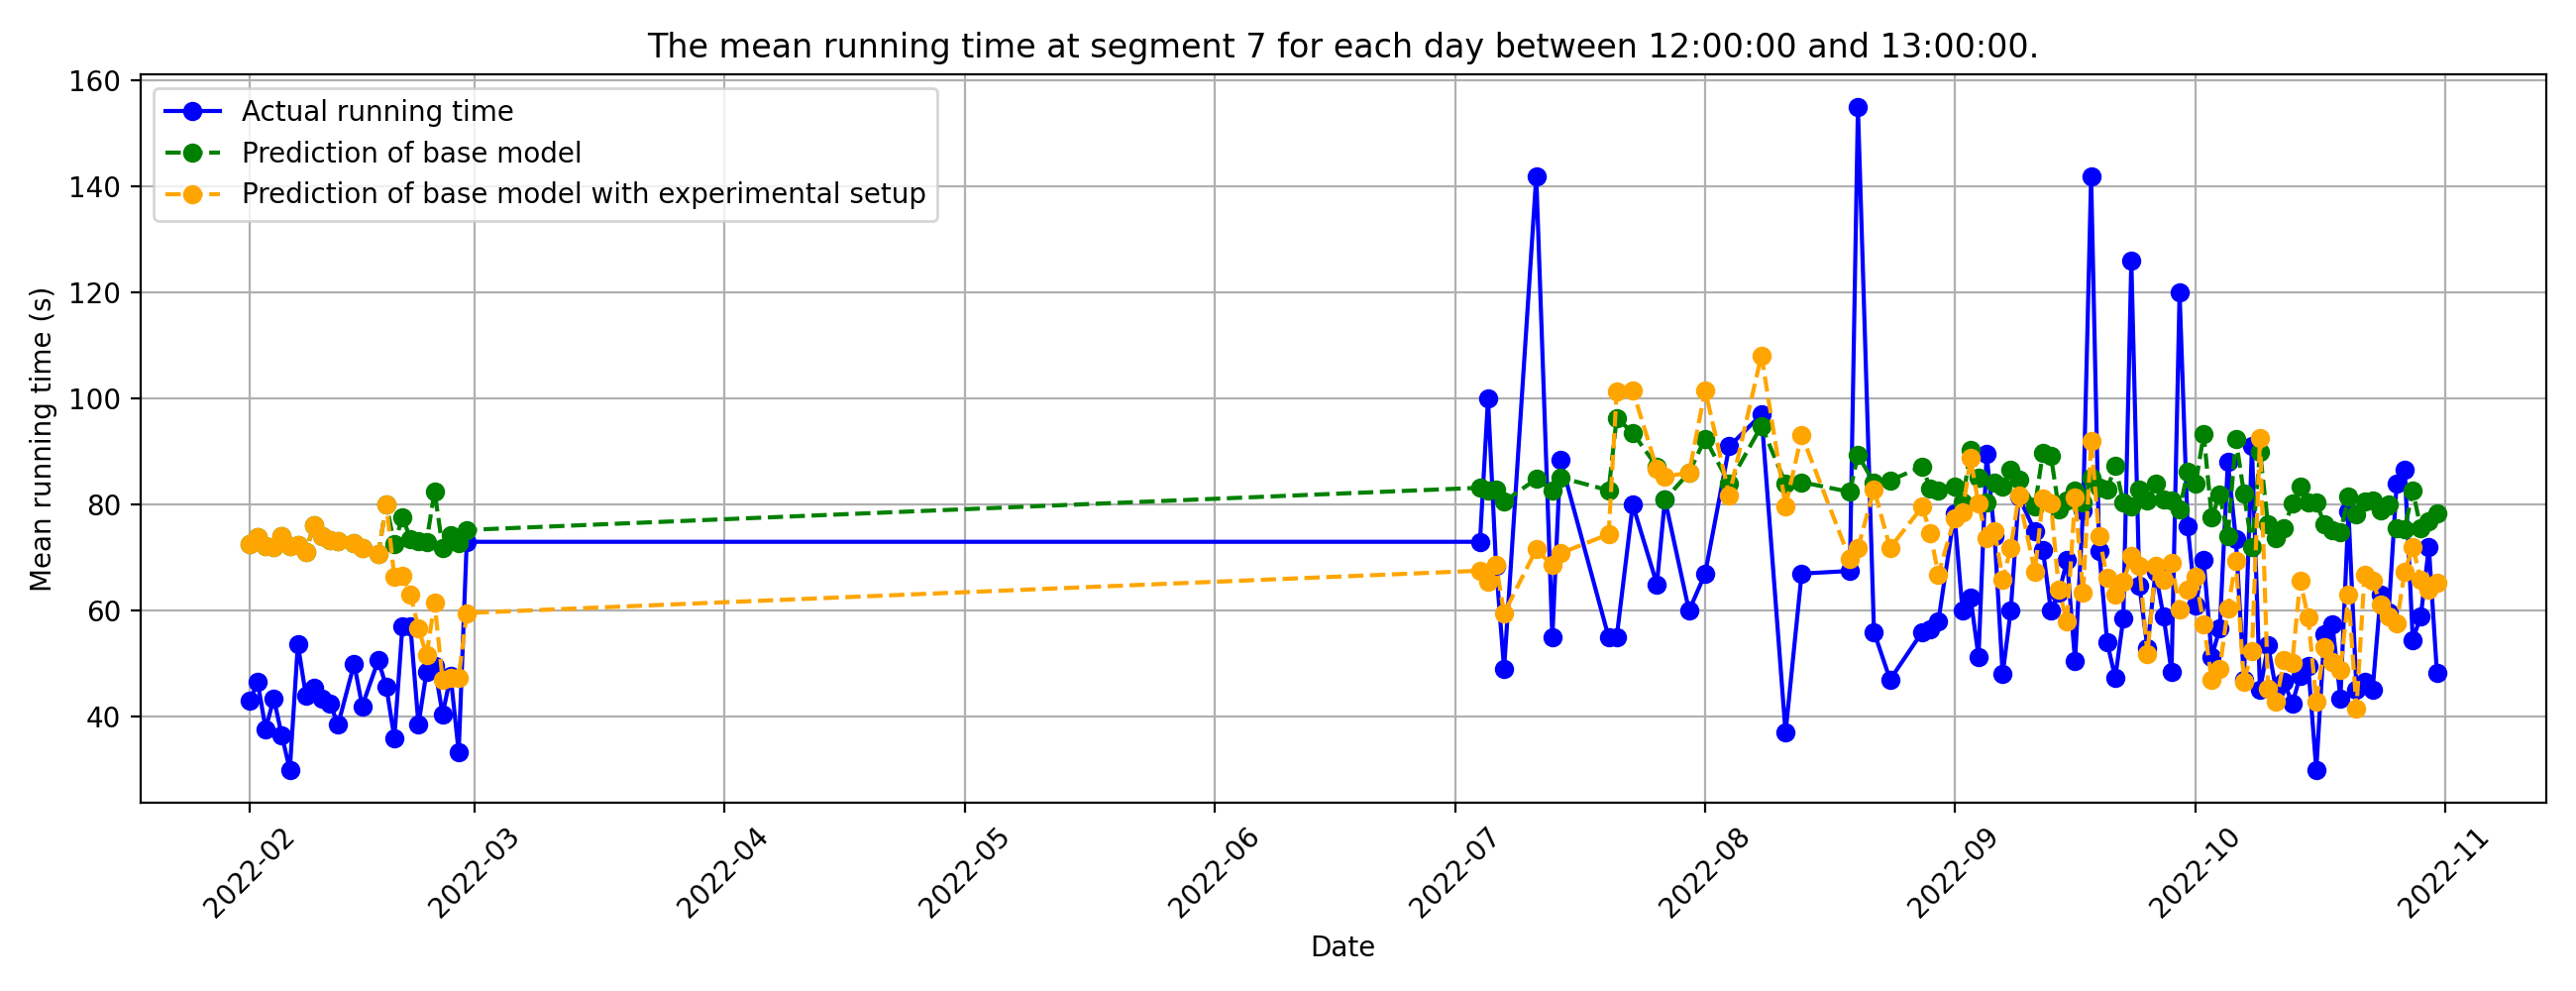 The mean running time at segment 7 for each day between 12:00:00 and 13:00:00.
Actual running time
Prediction of base model
Prediction of base model with experimental setup
Mean running time (s)
160
140
120
100
80
60
40
2022-02
2022-03
2022-04
2022-05
2022-06
2022-07
2022-08
2022-09
2022-10
2022-11
Date